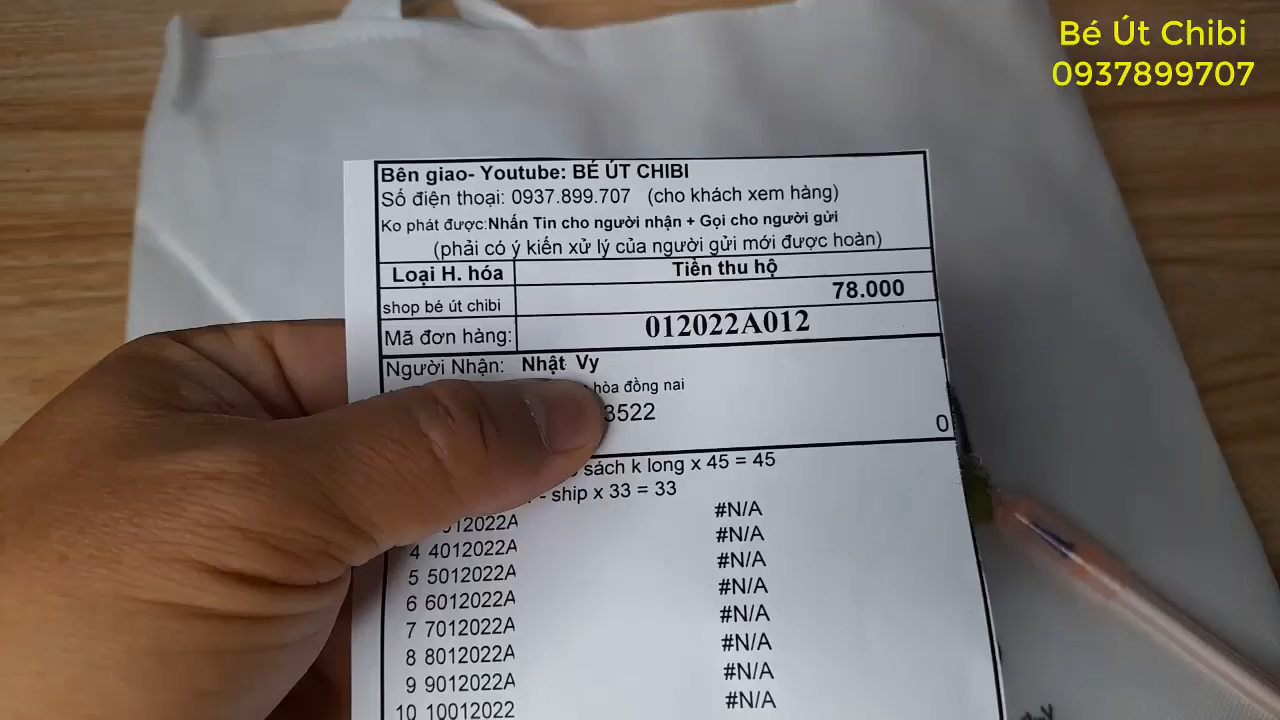 Bé Út Chibi
0937899707
Bên giao- Youtube: BÉ ÚT CHIBI
Số điện thoại: 0937.899.707 (cho khách xem hàng)
Ko phát được:Nhắn Tin cho người nhận + Gọi cho người gửi
(phải có ý kiến xử lý của người gửi mới được hoàn)
Loại H. hóa Tiền thu hộ
shop bé út chibi 78.000
Mã đơn hàng: 012022A012
Người Nhận: Nhật Vy
hòa đồng nai
3522
0
sách k long x 45 = 45
- ship x 33 = 33
012022A #N/A
4 4012022A #N/A
5 5012022A #N/A
6 6012022A #N/A
7 7012022A #N/A
8 8012022A #N/A
9 9012022A #N/A
10 10012022 #N/A